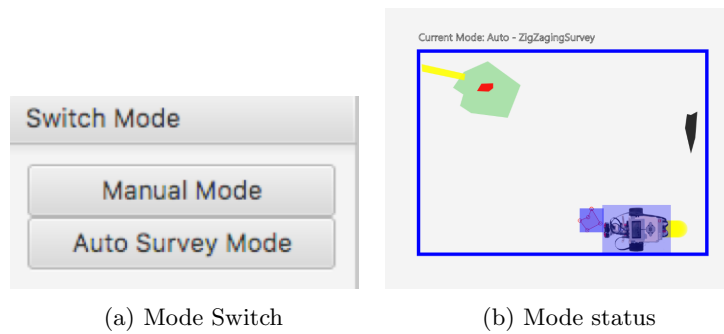 Switch Mode
Manual Mode
Auto Survey Mode
(a) Mode Switch
Current Mode: Auto - ZigZagingSurvey
(b) Mode status